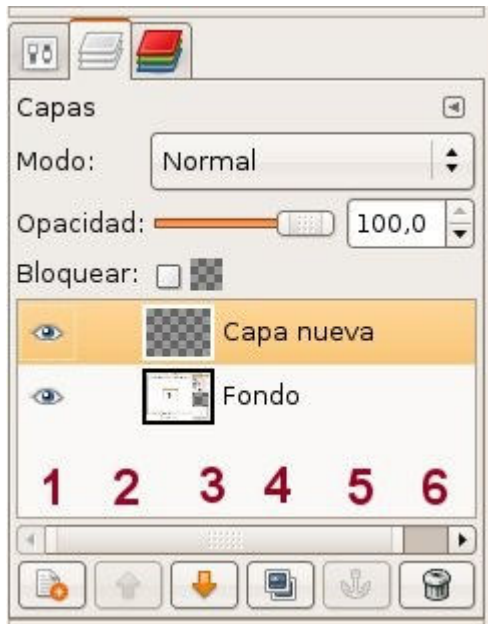 Capas
Modo: Normal
Opacidad: 100,0
Bloquear:
Capa nueva
Fondo
1 2 3 4 5 6